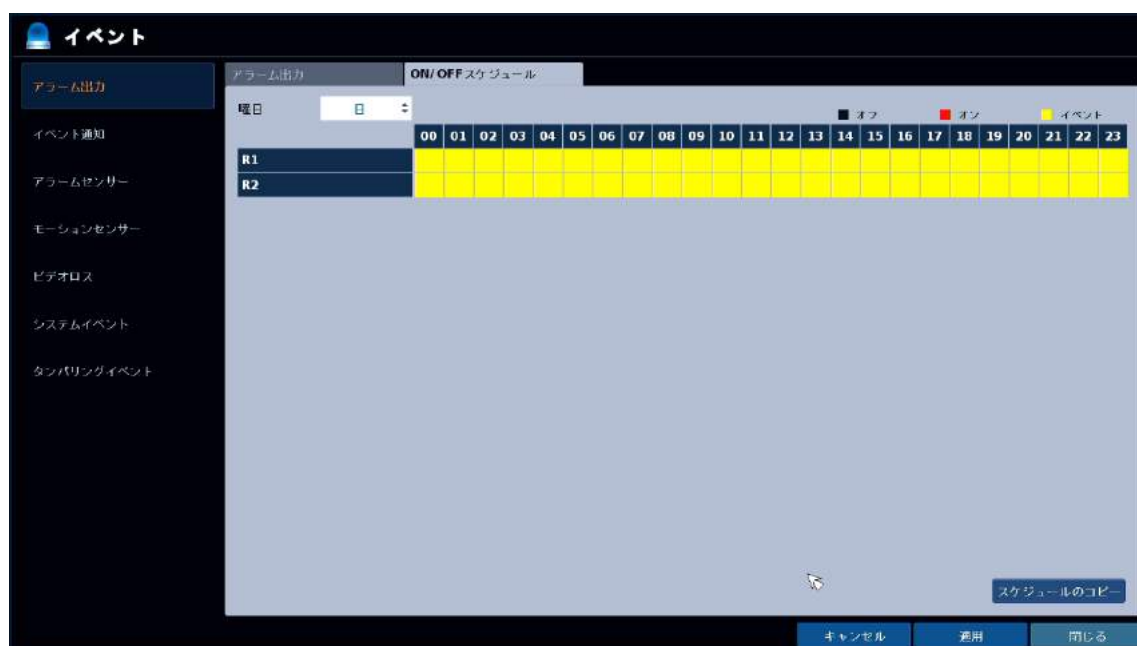 イベント
アラーム出力
イベント通知
アラームセンサー
モーションセンサー
ビデオロス
システムイベント
タンパリングイベント
アラーム出力 ON/OFFスケジュール
曜日 日
オフ オン イベント
00 01 02 03 04 05 06 07 08 09 10 11 12 13 14 15 16 17 18 19 20 21 22 23
R1
R2
スケジュールのコピー
キャンセル 適用 閉じる